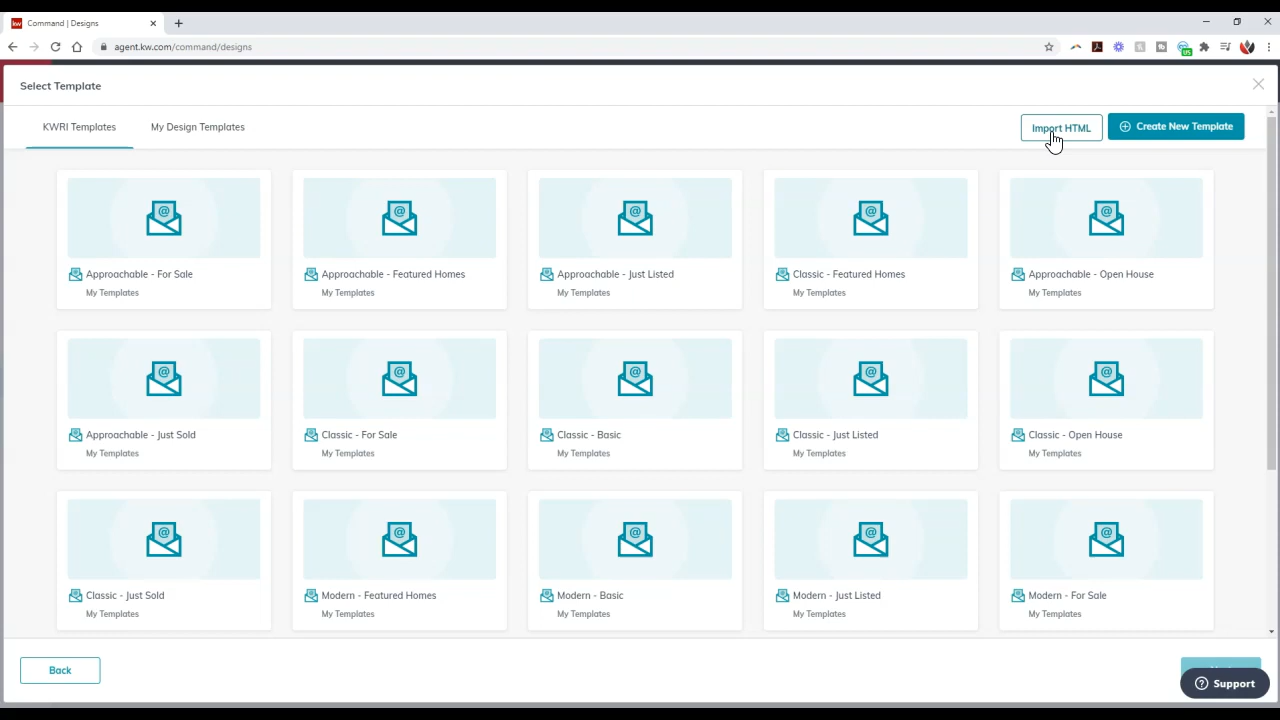 kw Command | Designs
agent.kw.com/command/designs
US
Select Template
KWRI Templates My Design Templates Import HTML Create New Template
@ @ @ @ @
Approachable - For Sale Approachable - Featured Homes Approachable - Just Listed Classic - Featured Homes Approachable - Open House
My Templates My Templates My Templates My Templates My Templates
@ @ @ @ @
Approachable - Just Sold Classic - For Sale Classic - Basic Classic - Just Listed Classic - Open House
My Templates My Templates My Templates My Templates My Templates
@ @ @ @ @
Classic - Just Sold Modern - Featured Homes Modern - Basic Modern - Just Listed Modern - For Sale
My Templates My Templates My Templates My Templates My Templates
Back
? Support